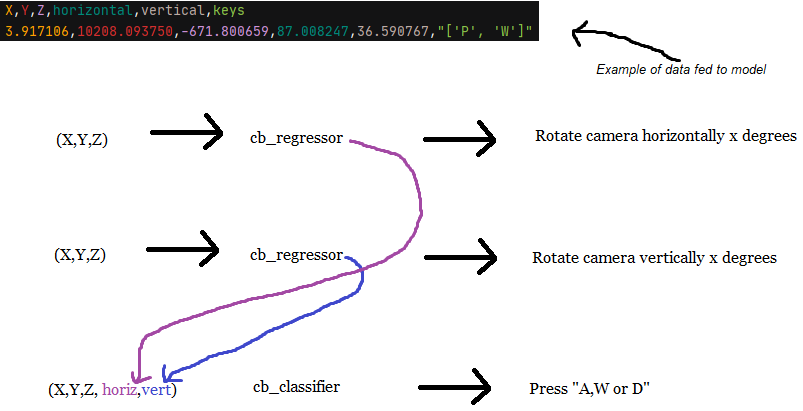 X,Y,Z,horizontal,vertical,keys
3.917106,10208.093750,-671.800659,87.008247,36.590767,"['P', 'W']"
Example of data fed to model
(X,Y,Z) cb_regressor Rotate camera horizontally x degrees
(X,Y,Z) cb_regressor Rotate camera vertically x degrees
(X,Y,Z, horiz,vert) cb_classifier Press "A,W or D"